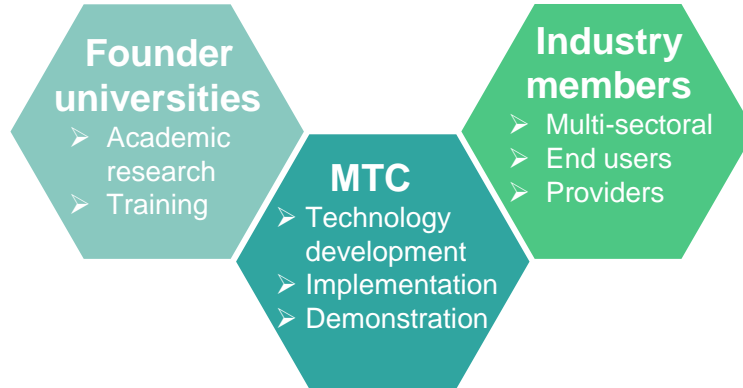 Founder
universities
➢ Academic
research
➢ Training
MTC
➢ Technology
development
➢ Implementation
➢ Demonstration
Industry
members
➢ Multi-sectoral
➢ End users
➢ Providers